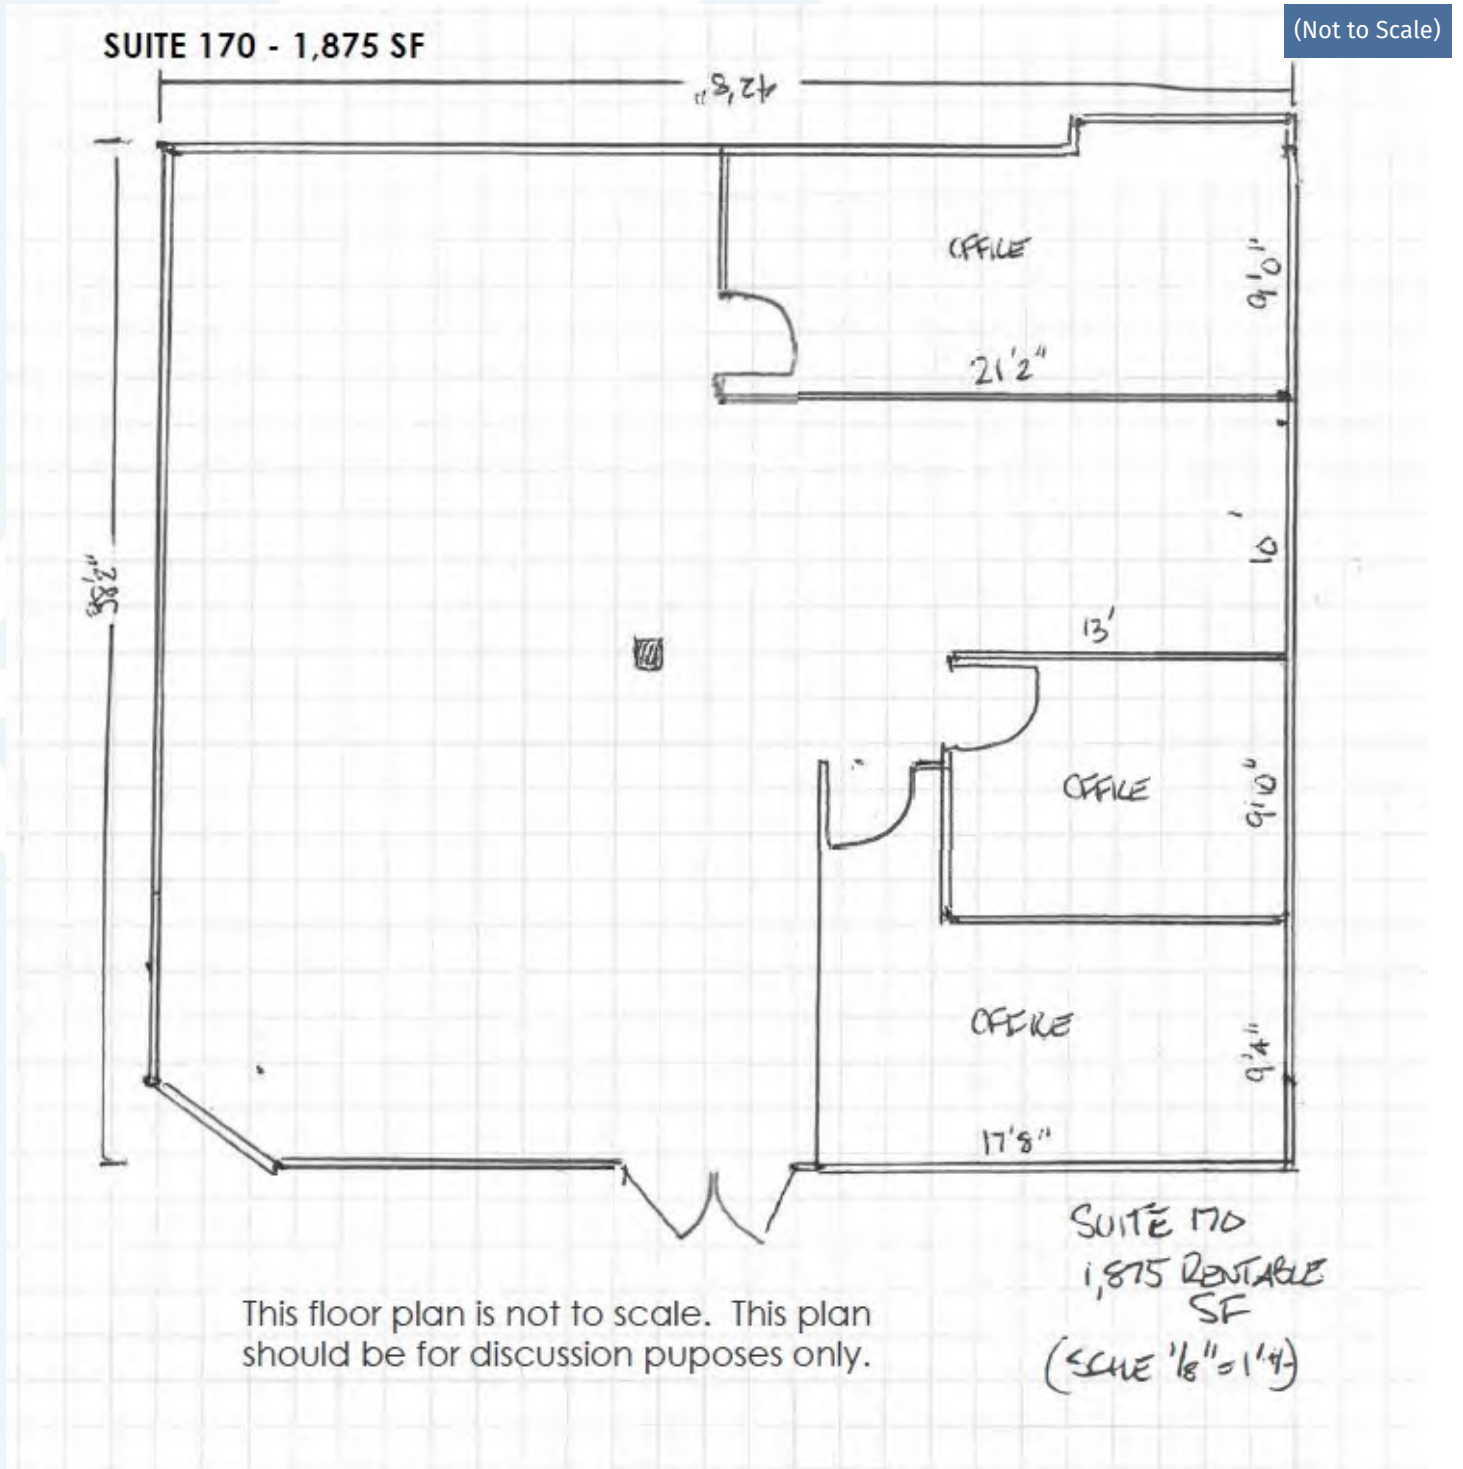 (Not to Scale)
SUITE 170 - 1,875 SF
42'8"
OFFICE
9'0"
21'2"
10'
38'2"
13'
OFFICE
9'10"
OFFICE
9'4"
17'8"
SUITE 170
1,875 RENTABLE
SF
(SCALE 1/8"=1'4)
This floor plan is not to scale. This plan
should be for discussion puposes only.